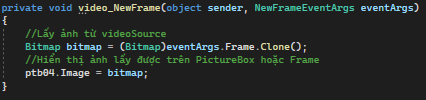 private void video_NewFrame(object sender, NewFrameEventArgs eventArgs)
{
    //Lấy ảnh từ videoSource
    Bitmap bitmap = (Bitmap)eventArgs.Frame.Clone();
    //Hiển thị ảnh lấy được trên PictureBox hoặc Frame
    ptb04.Image = bitmap;
}